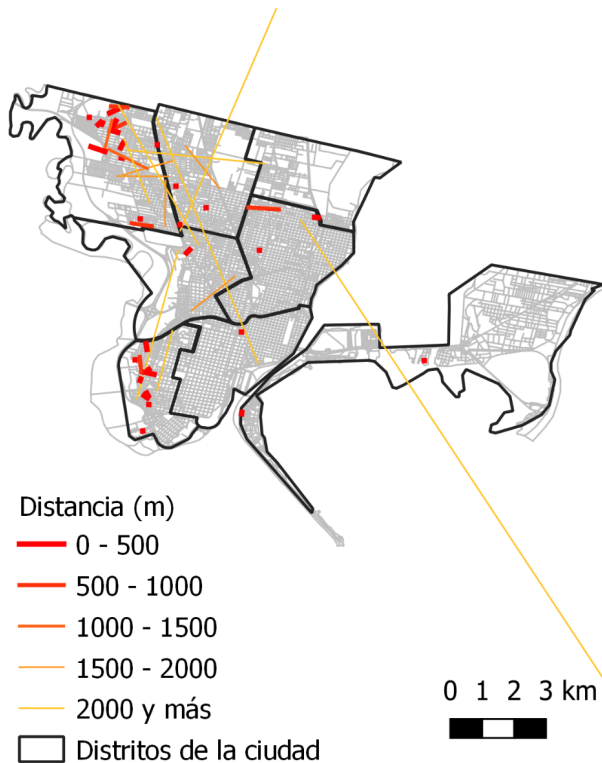 Distancia (m)
0 - 500
500 - 1000
1000 - 1500
1500 - 2000
2000 y más
Distritos de la ciudad
0 1 2 3 km